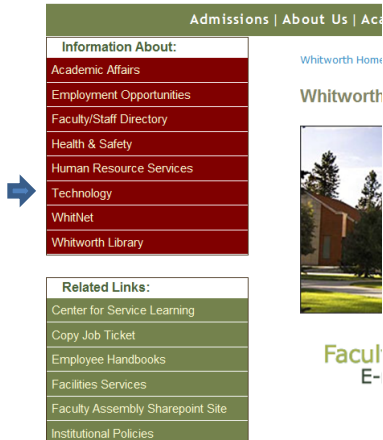 Admissions | About Us |
Information About:
Academic Affairs
Employment Opportunities
Faculty/Staff Directory
Health & Safety
Human Resource Services
Technology
WhitNet
Whitworth Library
Related Links:
Center for Service Learning
Copy Job Ticket
Employee Handbooks
Facilities Services
Faculty Assembly Sharepoint Site
Institutional Policies
Whitworth Home
Whitworth